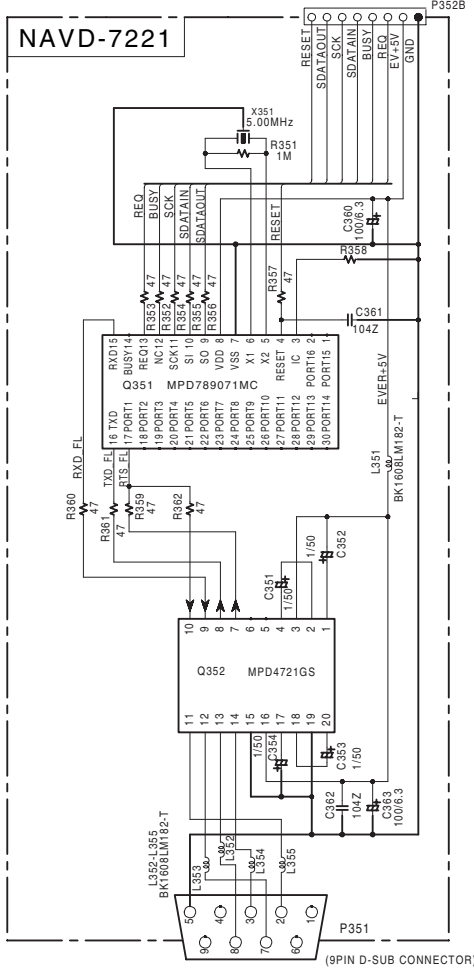 P352B
NAVD-7221
RESET
SDATAOUT
SCK
SDATAIN
BUSY
REQ
EV+5V
GND
X351
5.00MHz
R351
1M
REQ
BUSY
SCK
SDATAIN
SDATAOUT
RESET
C360
100/6.3
R358
R353 47
R352 47
R354 47
R355 47
R356 47
R357 47
C361
104Z
EVER+5V
RXD15
BUSY14
REQ13
NC12
SCK11
SI 10
SO 9
VDD 8
VSS 7
X1 6
X2 5
RESET 4
IC 3
PORT16 2
PORT15 1
Q351 MPD789071MC
16 TXD
17 PORT1
18 PORT2
19 PORT3
20 PORT4
21 PORT5
22 PORT6
23 PORT7
24 PORT8
25 PORT9
26 PORT10
27 PORT11
28 PORT12
29 PORT13
30 PORT14
L351
BK1608LM182-T
RXD_FL
TXD_FL
RTS_FL
R360
47
R361
47
R359
47
R362
47
C351
1/50
1/50
C352
10 9 8 7 6 5 4 3 2 1
Q352 MPD4721GS
11 12 13 14 15 16 17 18 19 20
1/50
C354
C353
1/50
C362
104Z
C363
100/6.3
L352-L355
BK1608LM182-T
L353
L352
L354
L355
5 4 3 2 1
P351
9 8 7 6
(9PIN D-SUB CONNECTOR)